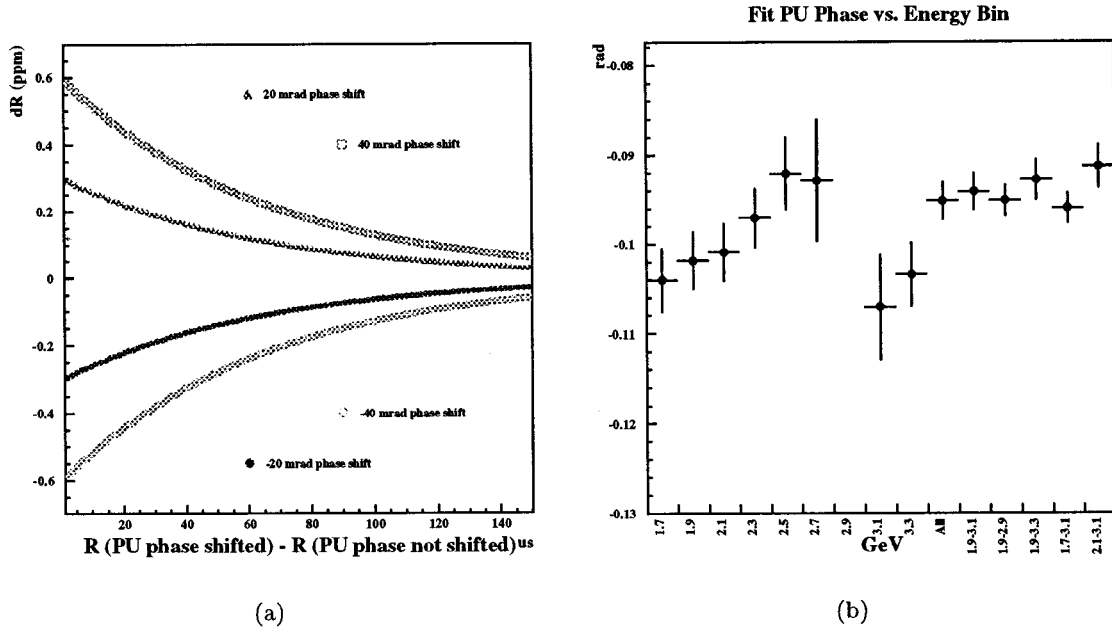 dR (ppm)
0.6
0.4
0.2
0
-0.2
-0.4
-0.6
20 mrad phase shift
40 mrad phase shift
-40 mrad phase shift
-20 mrad phase shift
20
40
60
80
100
120
140
R (PU phase shifted) - R (PU phase not shifted) us
(a)
Fit PU Phase vs. Energy Bin
rad
-0.08
-0.09
-0.1
-0.11
-0.12
-0.13
1.7
1.9
2.1
2.3
2.5
2.7
2.9
3.1
3.3
All
1.9-3.1
1.9-2.9
1.9-3.3
1.7-3.1
2.1-3.1
GeV
(b)